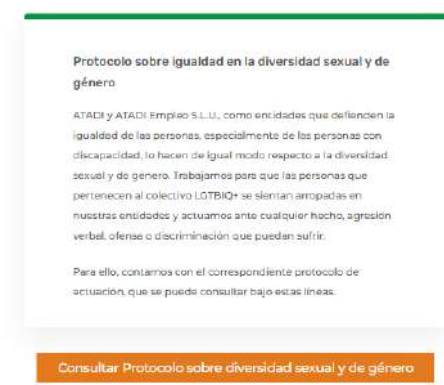 Protocolo sobre igualdad en la diversidad sexual y de
género
ATADI y ATADI Empleo S.L.U., como entidades que defienden la
igualdad de las personas, especialmente de las personas con
discapacidad, lo hacen de igual modo respecto a la diversidad
sexual y de género. Trabajamos para que las personas que
pertenecen al colectivo LGTBIQ+ se sientan arropadas en
nuestras entidades y actuamos ante cualquier hecho, agresión
verbal, ofensa o discriminación que puedan sufrir.
Para ello, contamos con el correspondiente protocolo de
actuación, que se puede consultar bajo estas líneas.
Consultar Protocolo sobre diversidad sexual y de género